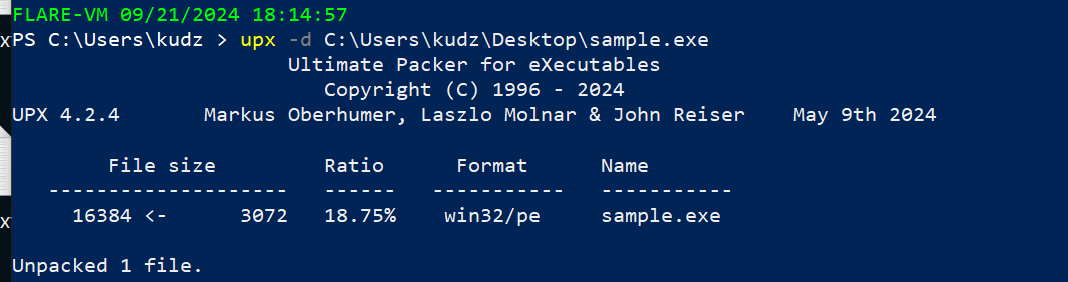 FLARE-VM 09/21/2024 18:14:57
PS C:\Users\kudz > upx -d C:\Users\kudz\Desktop\sample.exe
Ultimate Packer for eXecutables
Copyright (C) 1996 - 2024
UPX 4.2.4 Markus Oberhumer, Laszlo Molnar & John Reiser May 9th 2024
File size Ratio Format Name
-------------------- ------ ----------- -----------
16384 <- 3072 18.75% win32/pe sample.exe
Unpacked 1 file.